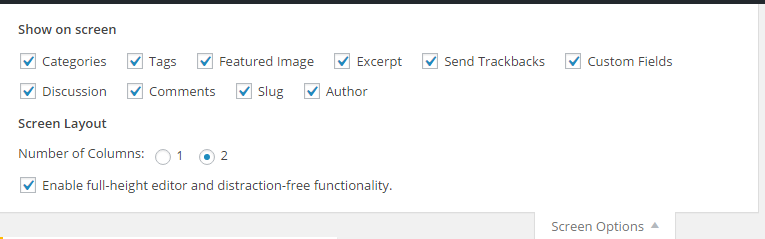 Show on screen
Categories Tags Featured Image Excerpt Send Trackbacks Custom Fields
Discussion Comments Slug Author
Screen Layout
Number of Columns: 1 2
Enable full-height editor and distraction-free functionality.
Screen Options